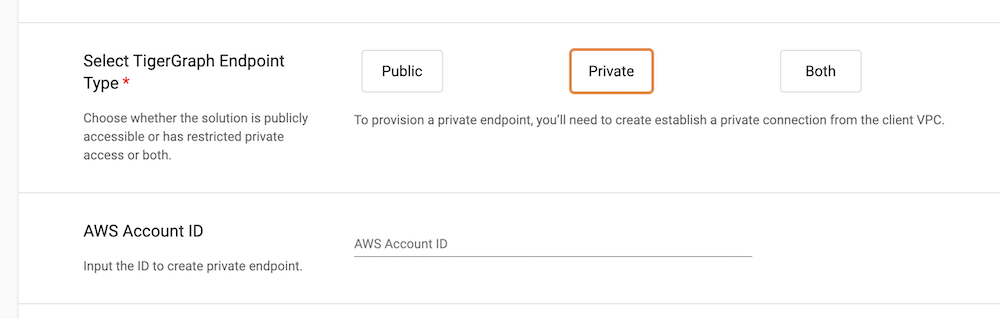 Select TigerGraph Endpoint
Type *
Public
Private
Both
Choose whether the solution is publicly
accessible or has restricted private
access or both.
To provision a private endpoint, you’ll need to create establish a private connection from the client VPC.
AWS Account ID
Input the ID to create private endpoint.
AWS Account ID